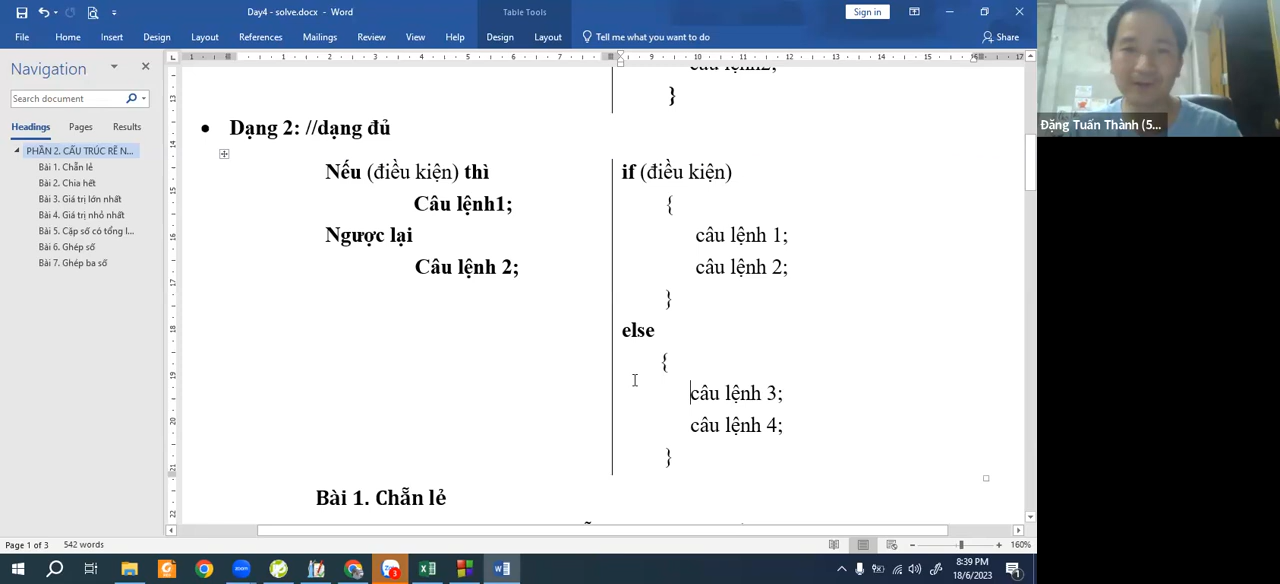 Day4 - solve.docx - Word
Table Tools
Sign in
File Home Insert Design Layout References Mailings Review View Help Design Layout Tell me what you want to do Share
Navigation
Search document
Headings Pages Results
PHẦN 2. CẤU TRÚC RẼ N...
Bài 1. Chẵn lẻ
Bài 2. Chia hết
Bài 3. Giá trị lớn nhất
Bài 4. Giá trị nhỏ nhất
Bài 5. Cặp số có tổng l...
Bài 6. Ghép số
Bài 7. Ghép ba số
câu lệnh2;
}
• Dạng 2: //dạng đủ
Nếu (điều kiện) thì
Câu lệnh1;
Ngược lại
Câu lệnh 2;
if (điều kiện)
{
câu lệnh 1;
câu lệnh 2;
}
else
{
câu lệnh 3;
câu lệnh 4;
}
Bài 1. Chẵn lẻ
Đặng Tuấn Thành (5...
Page 1 of 3 542 words
160%
8:39 PM
18/6/2023